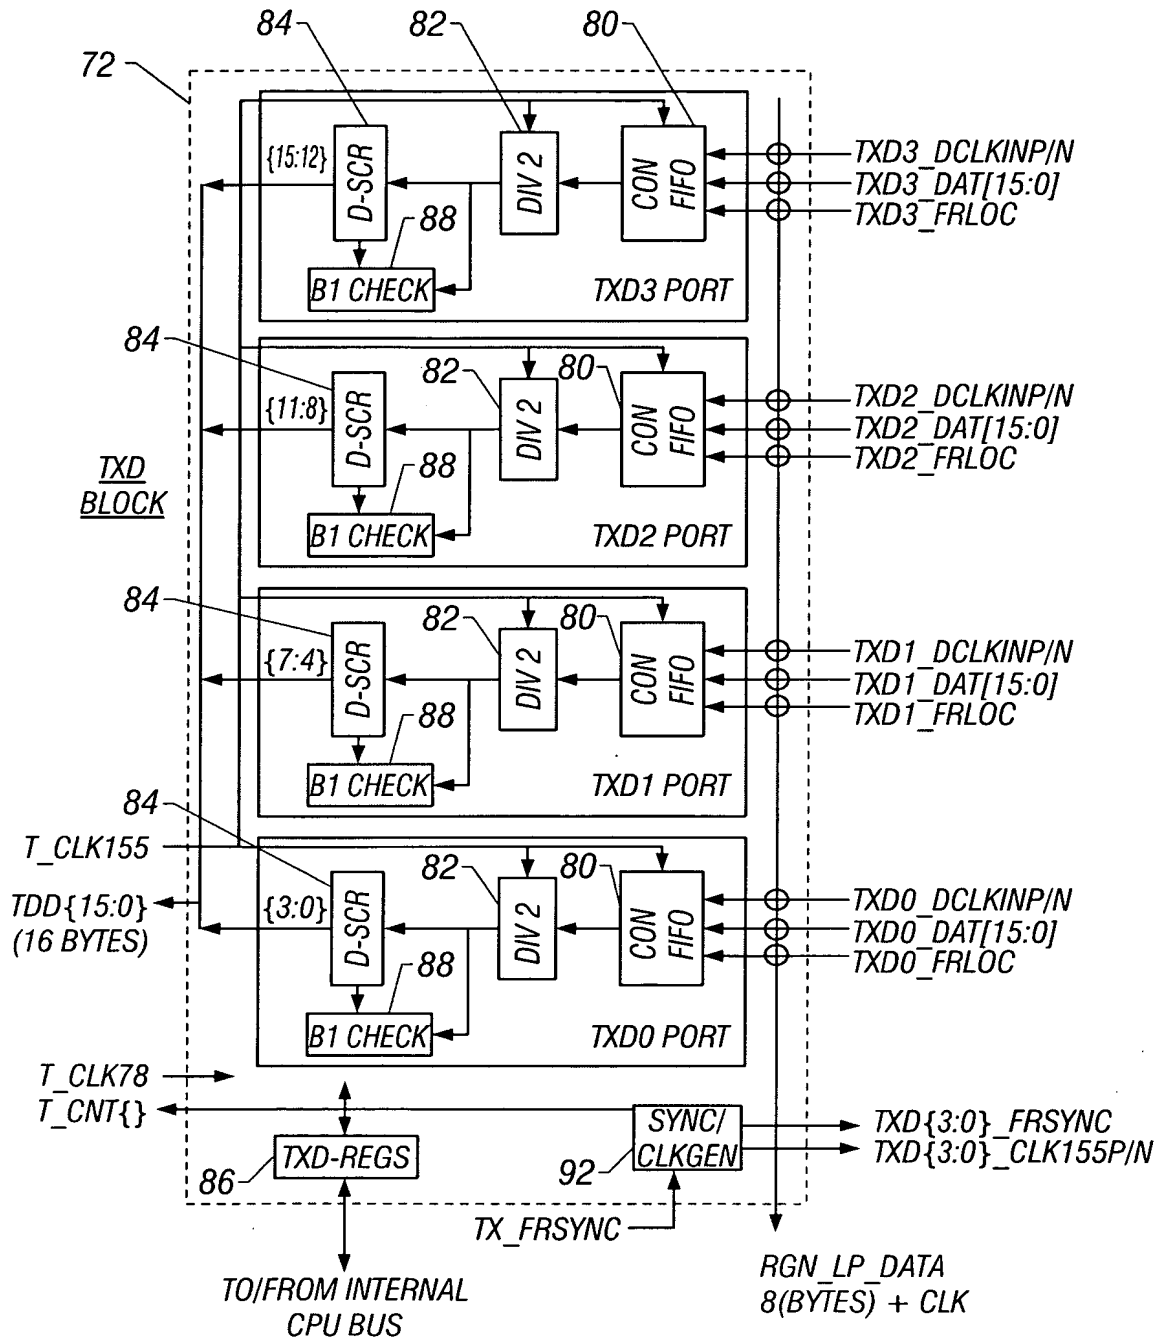 84
82
80
72
{15:12}
D-SCR
DIV 2
CON
FIFO
TXD3_DCLKINP/N
TXD3_DAT[15:0]
TXD3_FRLOC
88
B1 CHECK
TXD3 PORT
84
82
80
{11:8}
D-SCR
DIV 2
CON
FIFO
TXD2_DCLKINP/N
TXD2_DAT[15:0]
TXD2_FRLOC
TXD
BLOCK
88
B1 CHECK
TXD2 PORT
84
82
80
{7:4}
D-SCR
DIV 2
CON
FIFO
TXD1_DCLKINP/N
TXD1_DAT[15:0]
TXD1_FRLOC
88
B1 CHECK
TXD1 PORT
84
T_CLK155
82
80
TDD{15:0}
(16 BYTES)
{3:0}
D-SCR
DIV 2
CON
FIFO
TXD0_DCLKINP/N
TXD0_DAT[15:0]
TXD0_FRLOC
88
B1 CHECK
TXD0 PORT
T_CLK78
T_CNT{}
SYNC/
CLKGEN
TXD{3:0}_FRSYNC
TXD{3:0}_CLK155P/N
TXD-REGS
86
92
TX_FRSYNC
TO/FROM INTERNAL
CPU BUS
RGN_LP_DATA
8(BYTES) + CLK